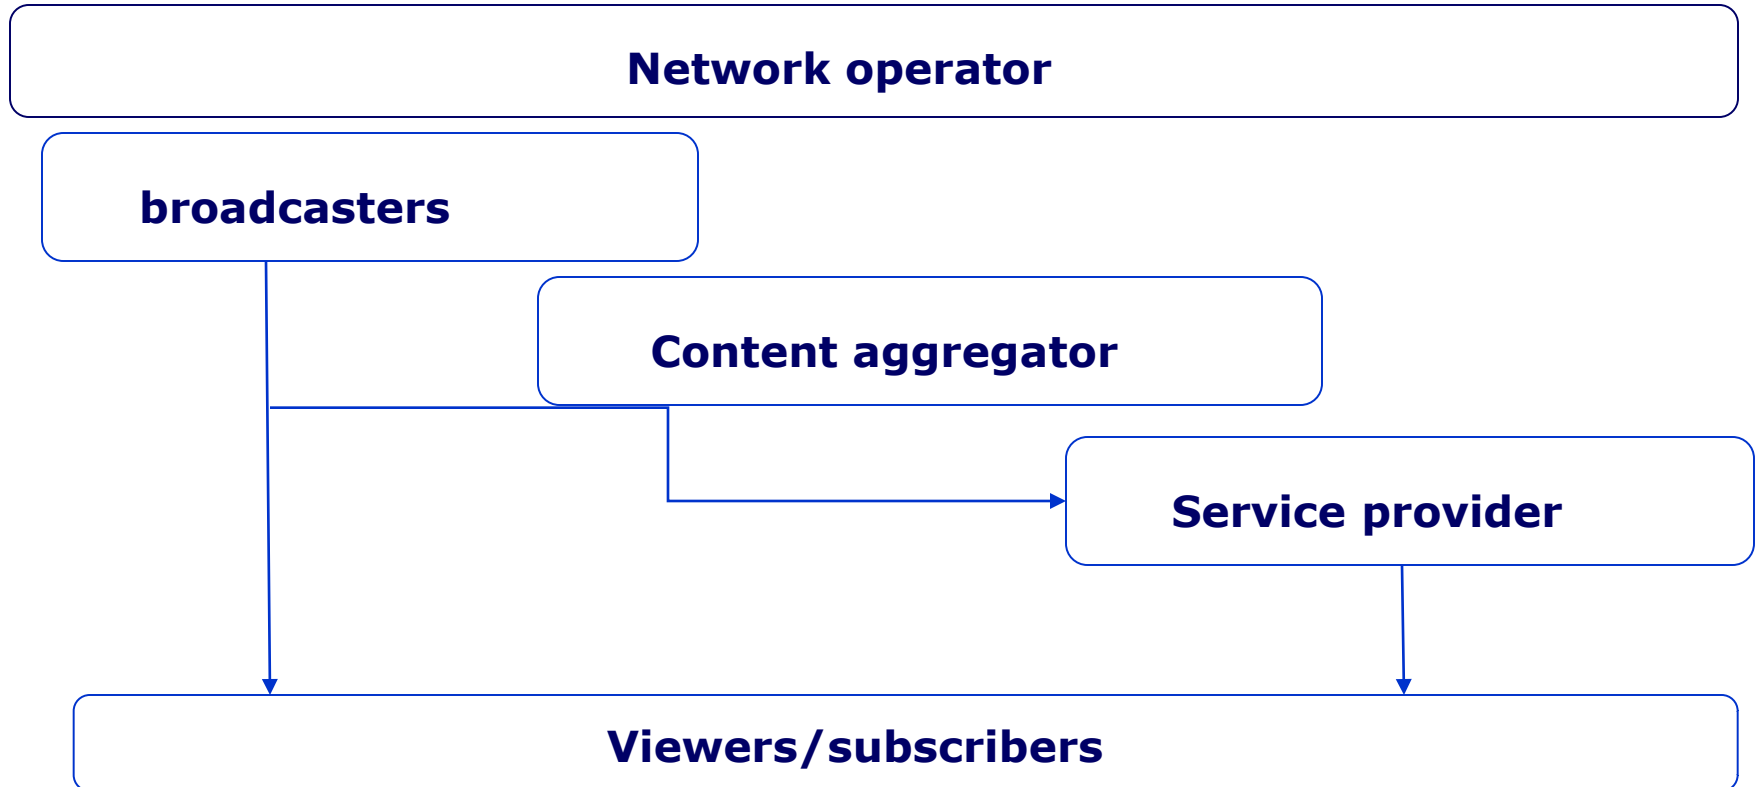 Network operator
broadcasters
Content aggregator
Service provider
Viewers/subscribers